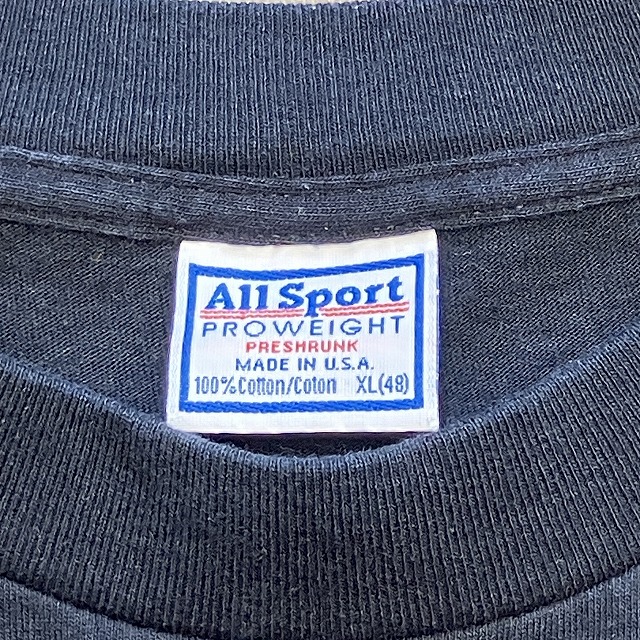 All Sport
PROWEIGHT
PRESHRUNK
MADE IN U.S.A.
100% Cotton/Coton XL(48)